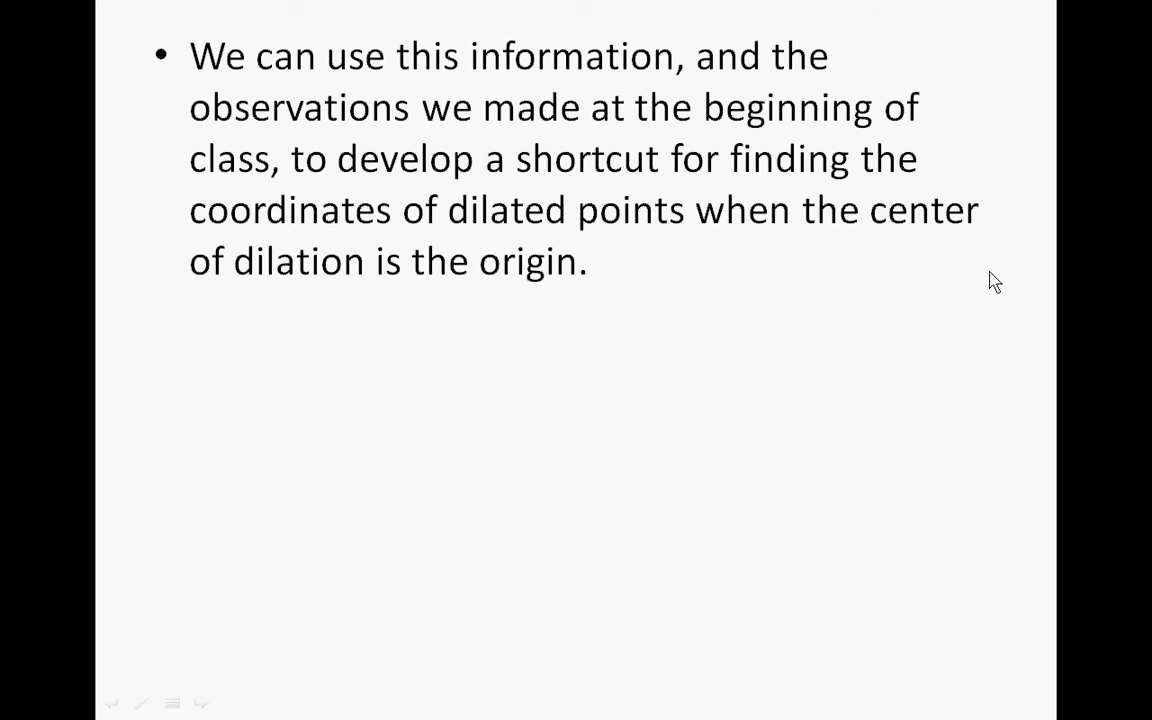 • We can use this information, and the
observations we made at the beginning of
class, to develop a shortcut for finding the
coordinates of dilated points when the center
of dilation is the origin.